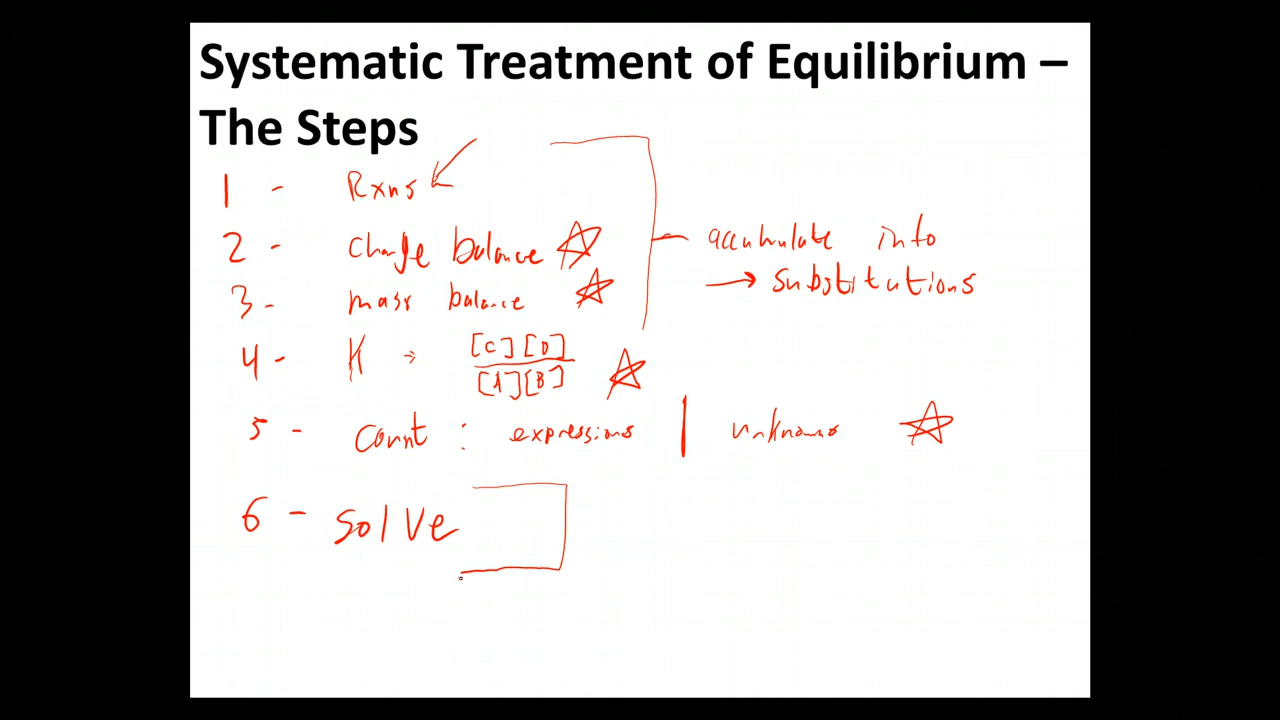 Systematic Treatment of Equilibrium –
The Steps
1 - Rxns
2 - charge balance
3 - mass balance
accumulate into
→ substitutions
4 - K → [C][D]
[A][B]
5 - Count : expressions | unknowns
6 - Solve